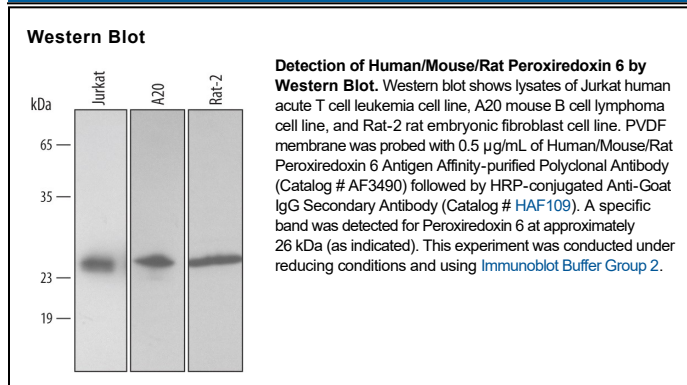 Western Blot
kDa
Jurkat
A20
Rat-2
65
35
23
19
Detection of Human/Mouse/Rat Peroxiredoxin 6 by
Western Blot. Western blot shows lysates of Jurkat human
acute T cell leukemia cell line, A20 mouse B cell lymphoma
cell line, and Rat-2 rat embryonic fibroblast cell line. PVDF
membrane was probed with 0.5 µg/mL of Human/Mouse/Rat
Peroxiredoxin 6 Antigen Affinity-purified Polyclonal Antibody
(Catalog # AF3490) followed by HRP-conjugated Anti-Goat
IgG Secondary Antibody (Catalog # HAF109). A specific
band was detected for Peroxiredoxin 6 at approximately
26 kDa (as indicated). This experiment was conducted under
reducing conditions and using Immunoblot Buffer Group 2.